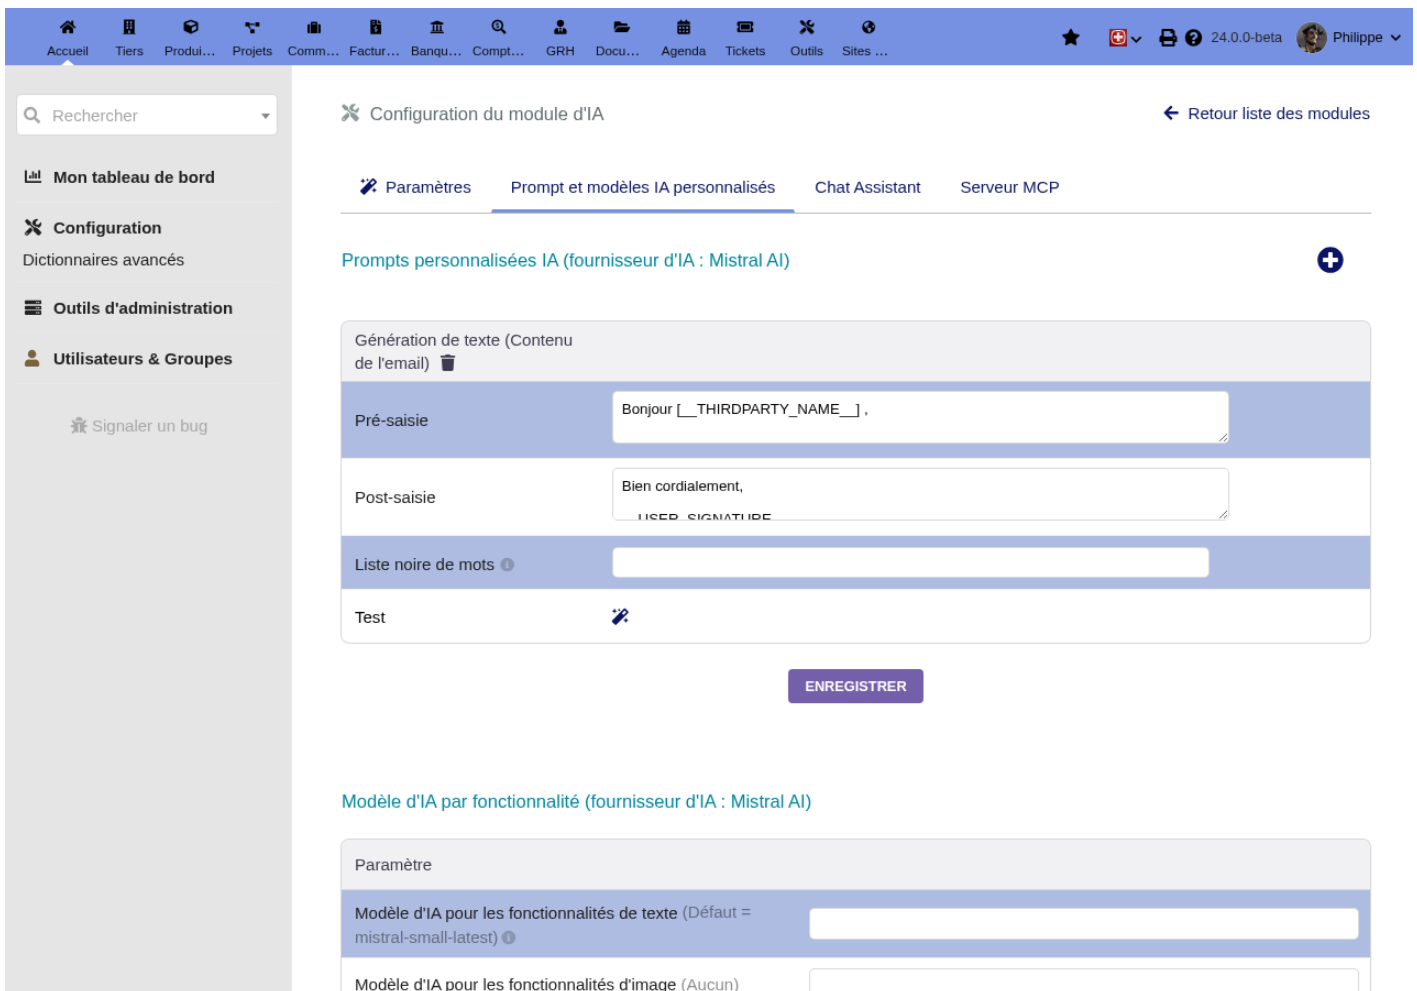 Accueil
Tiers
Produi...
Projets
Comm...
Factur...
Banqu...
Compt...
GRH
Docu...
Agenda
Tickets
Outils
Sites ...
24.0.0-beta
Philippe
Rechercher
Mon tableau de bord
Configuration
Dictionnaires avancés
Outils d'administration
Utilisateurs & Groupes
Signaler un bug
Configuration du module d'IA
Retour liste des modules
Paramètres
Prompt et modèles IA personnalisés
Chat Assistant
Serveur MCP
Prompts personnalisées IA (fournisseur d'IA : Mistral AI)
Génération de texte (Contenu
de l'email)
Pré-saisie
Bonjour [__THIRDPARTY_NAME__] ,
Post-saisie
Bien cordialement,
__USER_SIGNATURE__
Liste noire de mots
Test
ENREGISTRER
Modèle d'IA par fonctionnalité (fournisseur d'IA : Mistral AI)
Paramètre
Modèle d'IA pour les fonctionnalités de texte (Défaut =
mistral-small-latest)
Modèle d'IA pour les fonctionnalités d'image (Aucun)